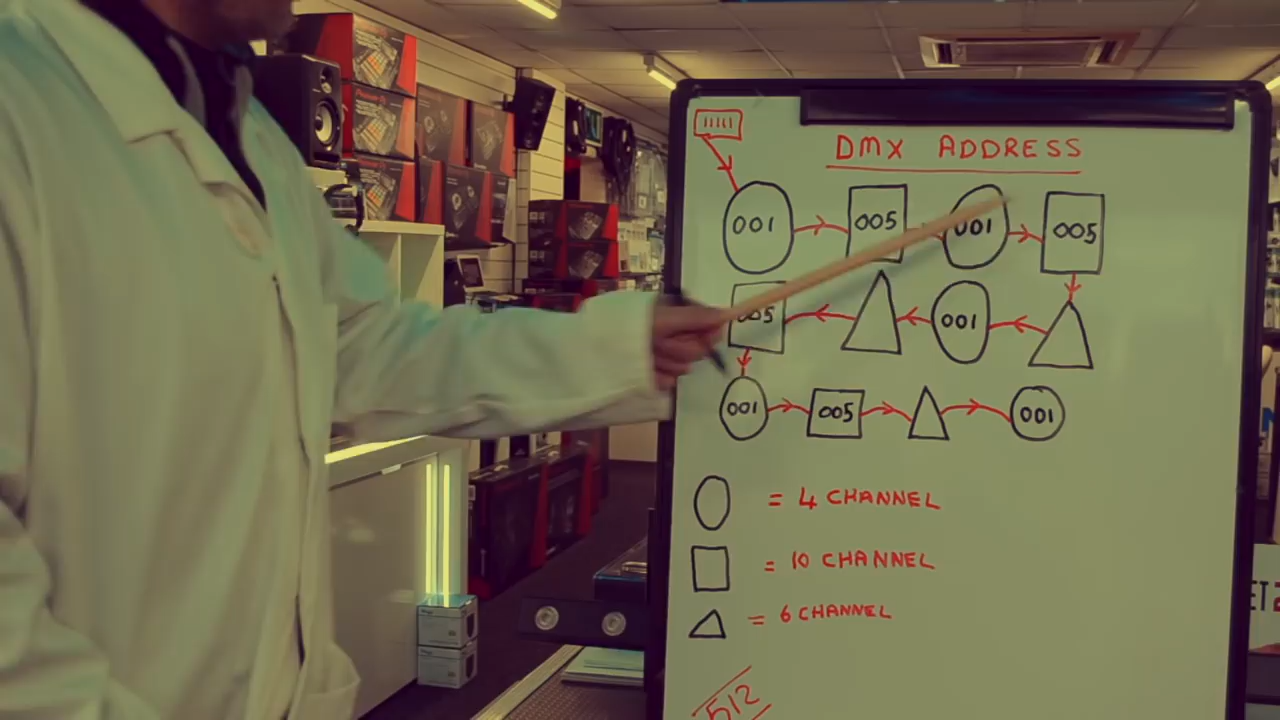 DMX ADDRESS
001 005 001 005
005 001
001 005 001
= 4 CHANNEL
= 10 CHANNEL
= 6 CHANNEL
512